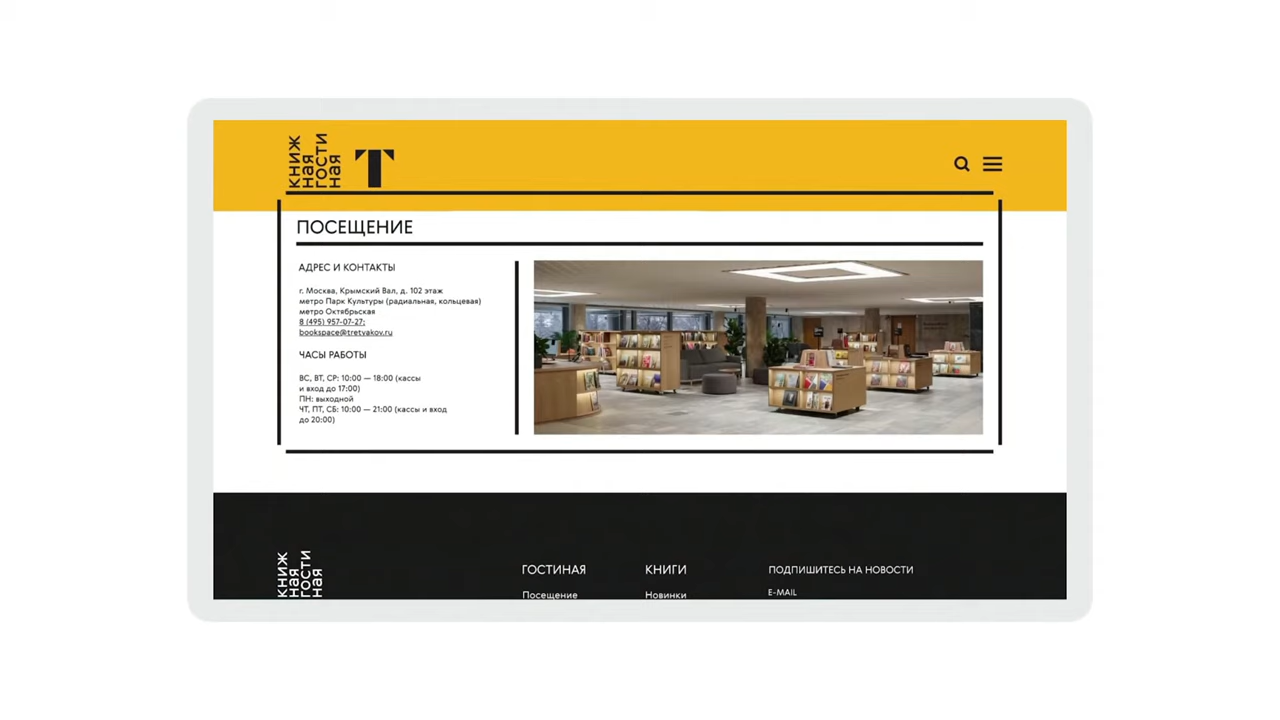 книж
ная
гости
ная
Т
ПОСЕЩЕНИЕ
АДРЕС И КОНТАКТЫ
г. Москва, Крымский Вал, д. 102 этаж
метро Парк Культуры (радиальная, кольцевая)
метро Октябрьская
8 (495) 957-07-27;
bookspace@tretyakov.ru
ЧАСЫ РАБОТЫ
ВС, ВТ, СР: 10:00 — 18:00 (кассы
и вход до 17:00)
ПН: выходной
ЧТ, ПТ, СБ: 10:00 — 21:00 (кассы и вход
до 20:00)
книж
ная
гости
ная
ГОСТИНАЯ
Посещение
КНИГИ
Новинки
ПОДПИШИТЕСЬ НА НОВОСТИ
E-MAIL